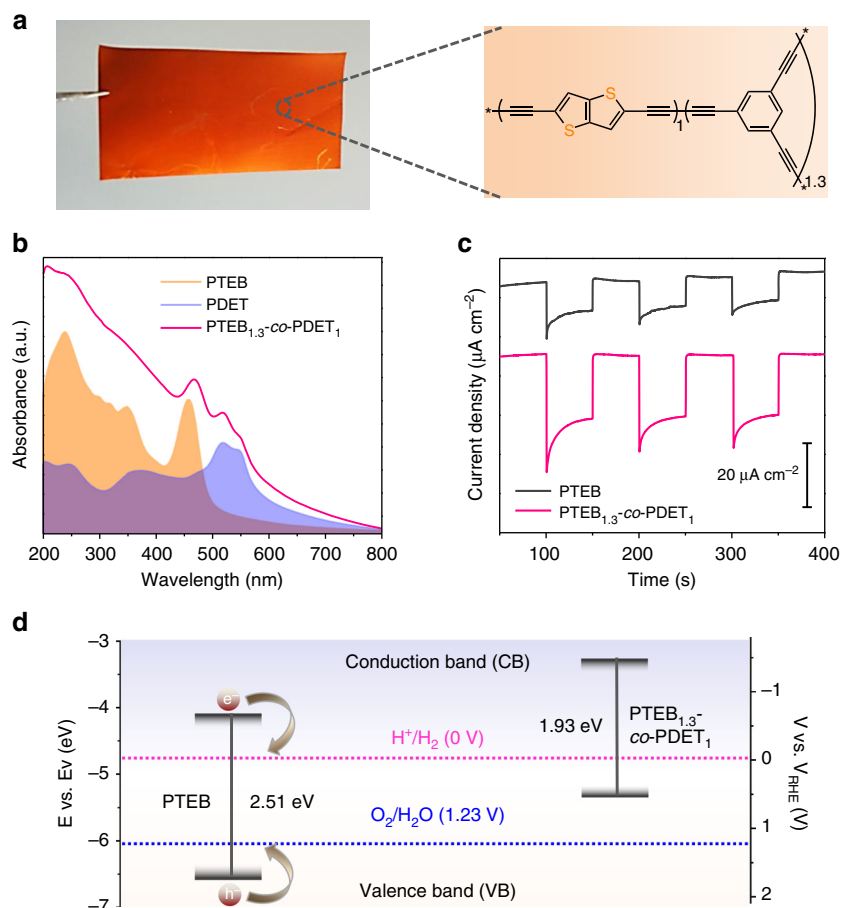 a
S
S
*
*
*
1
1.3
b
PTEB
PDET
PTEB1.3-co-PDET1
Absorbance (a.u.)
200 300 400 500 600 700 800
Wavelength (nm)
c
Current density (μA cm−2)
20 μA cm−2
PTEB
PTEB1.3-co-PDET1
100 200 300 400
Time (s)
d
−3
−4
−5
−6
−7
E vs. Ev (eV)
Conduction band (CB)
e−
H+/H2 (0 V)
1.93 eV
PTEB1.3-
co-PDET1
PTEB
2.51 eV
O2/H2O (1.23 V)
h+
Valence band (VB)
−1
0
1
2
V vs. VRHE (V)